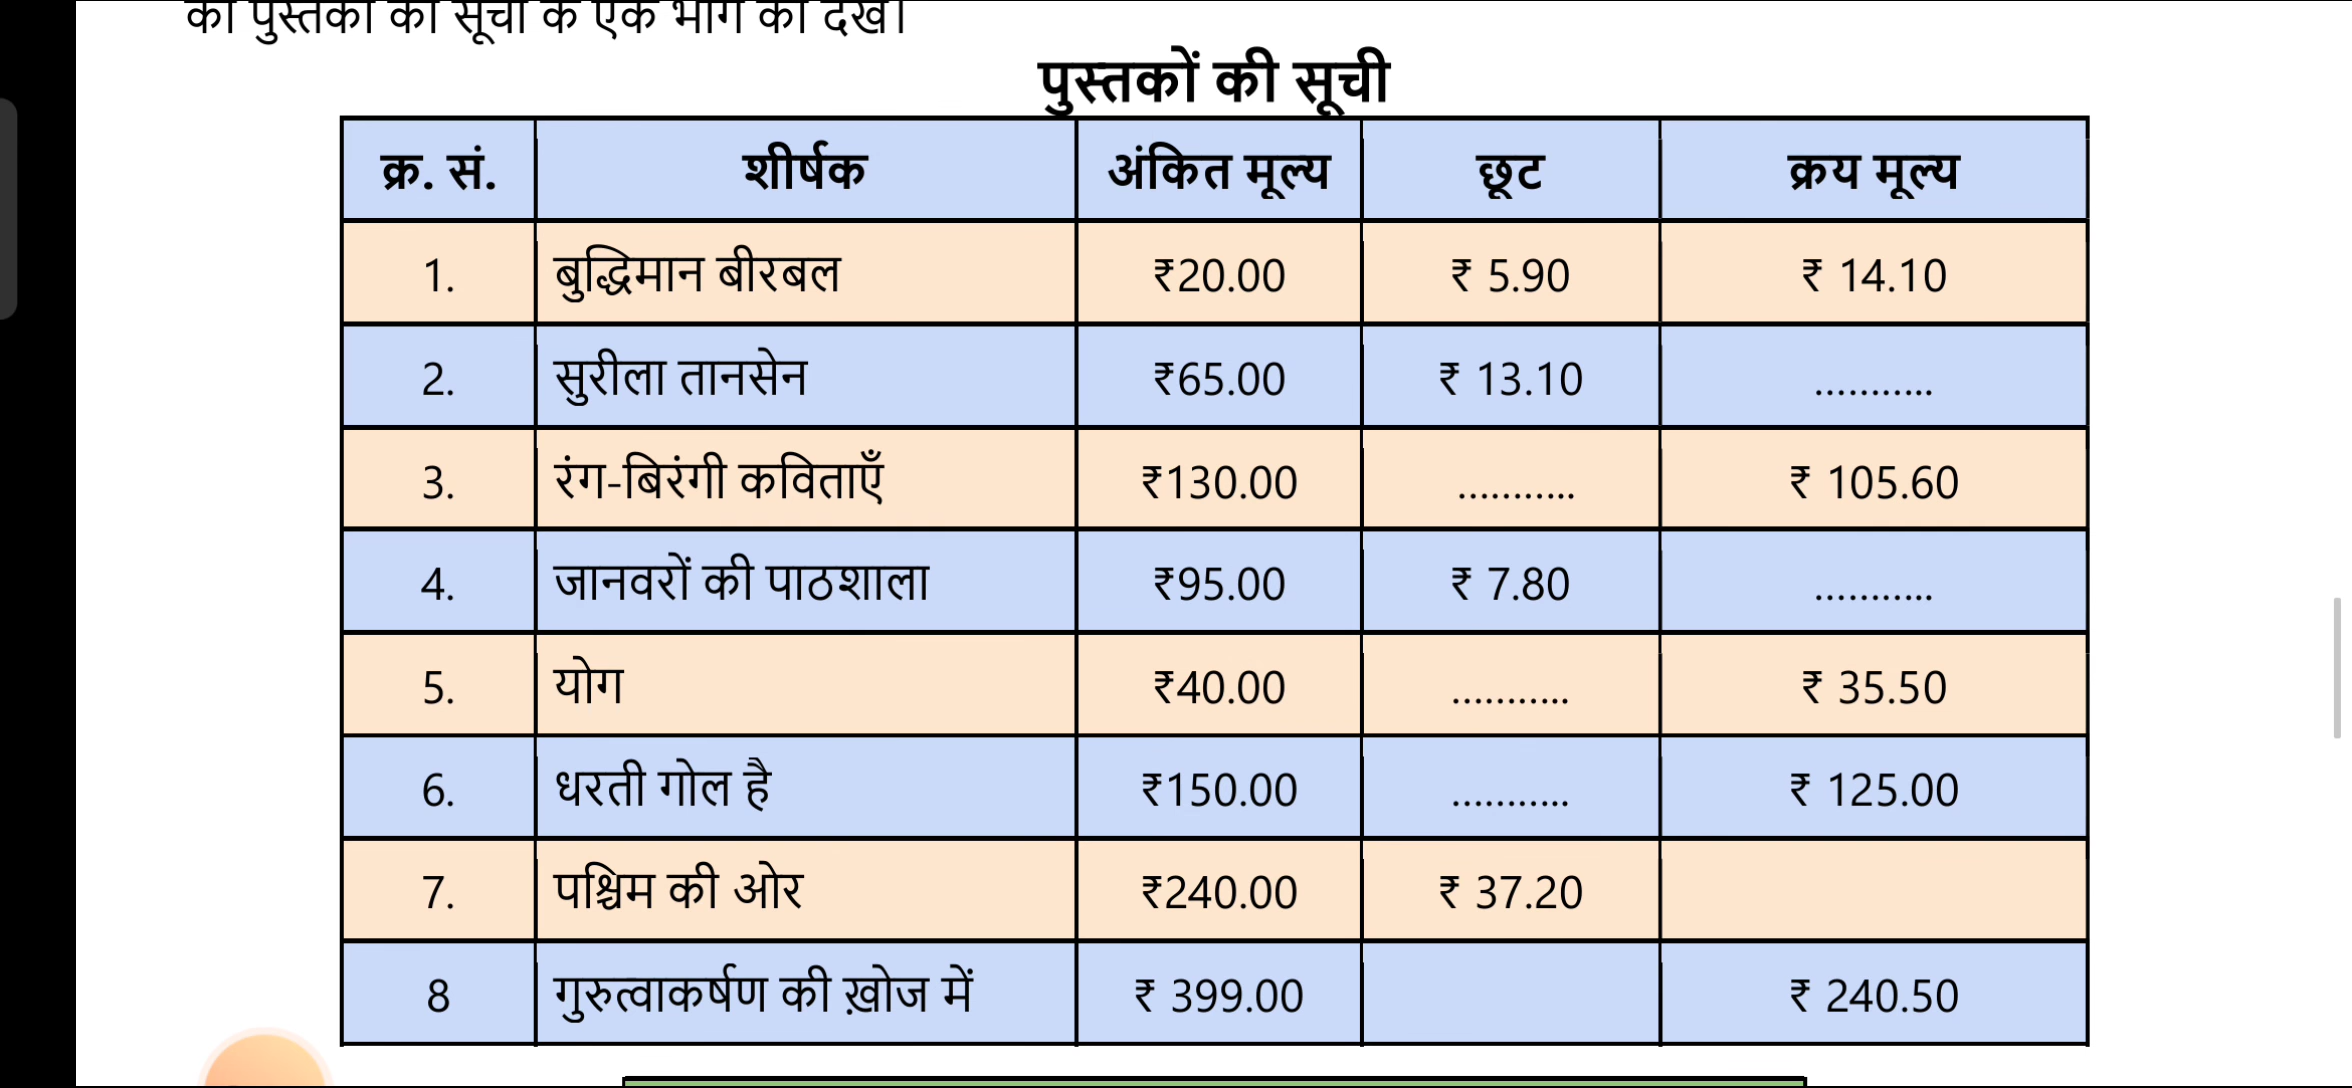 की पुस्तकों की सूची के एक भाग को देखें।
पुस्तकों की सूची
क्र. सं. शीर्षक अंकित मूल्य छूट क्रय मूल्य
1. बुद्धिमान बीरबल ₹20.00 ₹ 5.90 ₹ 14.10
2. सुरीला तानसेन ₹65.00 ₹ 13.10 ...........
3. रंग-बिरंगी कविताएँ ₹130.00 ........... ₹ 105.60
4. जानवरों की पाठशाला ₹95.00 ₹ 7.80 ...........
5. योग ₹40.00 ........... ₹ 35.50
6. धरती गोल है ₹150.00 ........... ₹ 125.00
7. पश्चिम की ओर ₹240.00 ₹ 37.20
8 गुरुत्वाकर्षण की ख़ोज में ₹ 399.00 ₹ 240.50